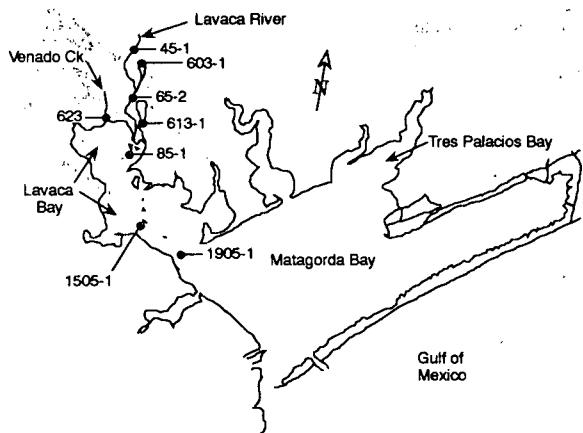 Lavaca River
45-1
Venado Ck.
603-1
N
65-2
623
613-1
Tres Palacios Bay
85-1
Lavaca
Bay
1905-1
Matagorda Bay
1505-1
Gulf of
Mexico